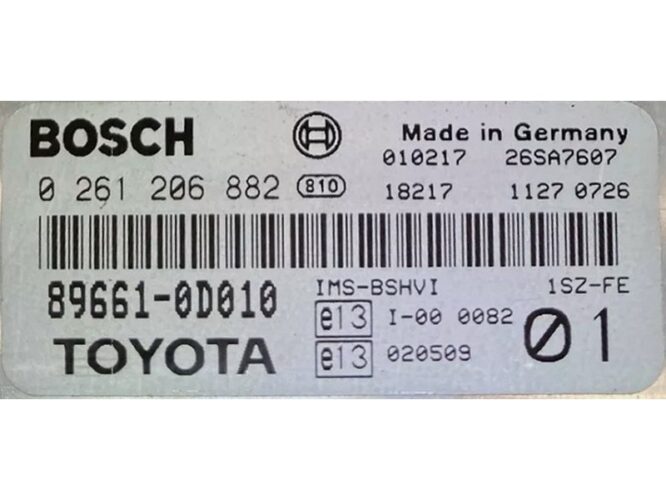 BOSCH Made in Germany
010217 26SA7607
0 261 206 882 810 18217 1127 0726
89661-0D010 IMS-BSHVI 1SZ-FE
e13 I-00 0082 01
TOYOTA e13 020509